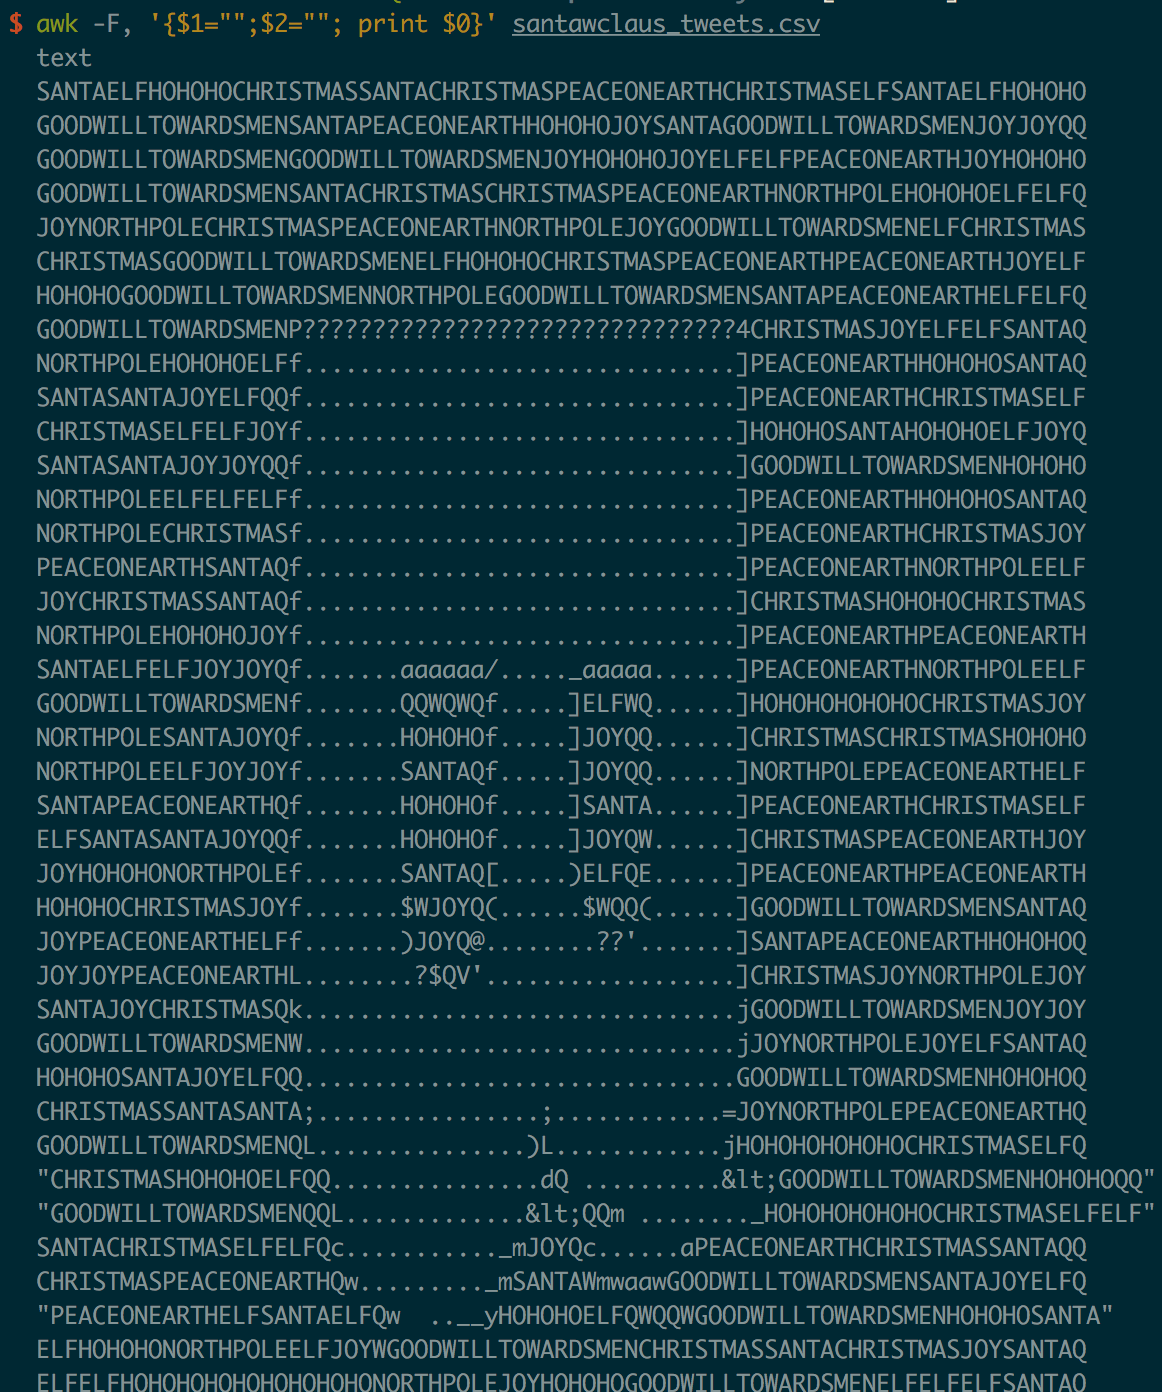 $ awk -F, '{$1="";$2=""; print $0}' santawclaus_tweets.csv
text
SANTAELFHOHOHOCHRISTMASSANTACHRISTMASPEACEONEARTHCHRISTMASELFSANTAELFHOHOHO
GOODWILLTOWARDSMENSANTAPEACEONEARTHHOHOHOJOYSANTAGOODWILLTOWARDSMENJOYJOYQQ
GOODWILLTOWARDSMENGOODWILLTOWARDSMENJOYHOHOHOJOYELFELFPEACEONEARTHJOYHOHOHO
GOODWILLTOWARDSMENSANTACHRISTMASCHRISTMASPEACEONEARTHNORTHPOLEHOHOHOELFELFQ
JOYNORTHPOLECHRISTMASPEACEONEARTHNORTHPOLEJOYGOODWILLTOWARDSMENELFCHRISTMAS
CHRISTMASGOODWILLTOWARDSMENELFHOHOHOCHRISTMASPEACEONEARTHPEACEONEARTHJOYELF
HOHOHOGOODWILLTOWARDSMENNORTHPOLEGOODWILLTOWARDSMENSANTAPEACEONEARTHELFELFQ
GOODWILLTOWARDSMENP???????????????????????????????4CHRISTMASJOYELFELFSANTAQ
NORTHPOLEHOHOHOELFf...............................]PEACEONEARTHHOHOHOSANTAQ
SANTASANTAJOYELFQQf...............................]PEACEONEARTHCHRISTMASELF
CHRISTMASELFELFJOYf...............................]HOHOHOSANTAHOHOHOELFJOYQ
SANTASANTAJOYJOYQQf...............................]GOODWILLTOWARDSMENHOHOHO
NORTHPOLEELFELFELFf...............................]PEACEONEARTHHOHOHOSANTAQ
NORTHPOLECHRISTMASf...............................]PEACEONEARTHCHRISTMASJOY
PEACEONEARTHSANTAQf...............................]PEACEONEARTHNORTHPOLEELF
JOYCHRISTMASSANTAQf...............................]CHRISTMASHOHOHOCHRISTMAS
NORTHPOLEHOHOHOJOYf...............................]PEACEONEARTHPEACEONEARTH
SANTAELFELFJOYJOYQf.......aaaaaa/....._aaaaa......]PEACEONEARTHNORTHPOLEELF
GOODWILLTOWARDSMENf.......QQWQWQf.....]ELFWQ......]HOHOHOHOHOHOCHRISTMASJOY
NORTHPOLESANTAJOYQf.......HOHOHOf.....]JOYQQ......]CHRISTMASCHRISTMASHOHOHO
NORTHPOLEELFJOYJOYf.......SANTAQf.....]JOYQQ......]NORTHPOLEPEACEONEARTHELF
SANTAPEACEONEARTHQf.......HOHOHOf.....]SANTA......]PEACEONEARTHCHRISTMASELF
ELFSANTASANTAJOYQQf.......HOHOHOf.....]JOYQW......]CHRISTMASPEACEONEARTHJOY
JOYHOHOHONORTHPOLEf.......SANTAQ[.....)ELFQE......]PEACEONEARTHPEACEONEARTH
HOHOHOCHRISTMASJOYf.......$WJOYQ(......$WQQ(......]GOODWILLTOWARDSMENSANTAQ
JOYPEACEONEARTHELFf.......)JOYQ@........??'.......]SANTAPEACEONEARTHHOHOHOQ
JOYJOYPEACEONEARTHL........?$QV'..................]CHRISTMASJOYNORTHPOLEJOY
SANTAJOYCHRISTMASQk...............................jGOODWILLTOWARDSMENJOYJOY
GOODWILLTOWARDSMENW...............................jJOYNORTHPOLEJOYELFSANTAQ
HOHOHOSANTAJOYELFQQ...............................GOODWILLTOWARDSMENHOHOHOQ
CHRISTMASSANTASANTA;................;............=JOYNORTHPOLEPEACEONEARTHQ
GOODWILLTOWARDSMENQL...............)L............jHOHOHOHOHOHOCHRISTMASELFQ
"CHRISTMASHOHOHOELFQQ...............dQ ..........&lt;GOODWILLTOWARDSMENHOHOHOQQ"
"GOODWILLTOWARDSMENQQL.............&lt;QQm ........_HOHOHOHOHOHOCHRISTMASELFELF"
SANTACHRISTMASELFELFQc..........._mJOYQc......aPEACEONEARTHCHRISTMASSANTAQQ
CHRISTMASPEACEONEARTHQw........._mSANTAWmwaawGOODWILLTOWARDSMENSANTAJOYELFQ
"PEACEONEARTHELFSANTAELFQw  ..__yHOHOHOELFQWQQWGOODWILLTOWARDSMENHOHOHOSANTA"
ELFHOHOHONORTHPOLEELFJOYWGOODWILLTOWARDSMENCHRISTMASSANTACHRISTMASJOYSANTAQ
ELFELFHOHOHOHOHOHOHOHOHONORTHPOLEJOYHOHOHOGOODWILLTOWARDSMENELFELFELFSANTAQ